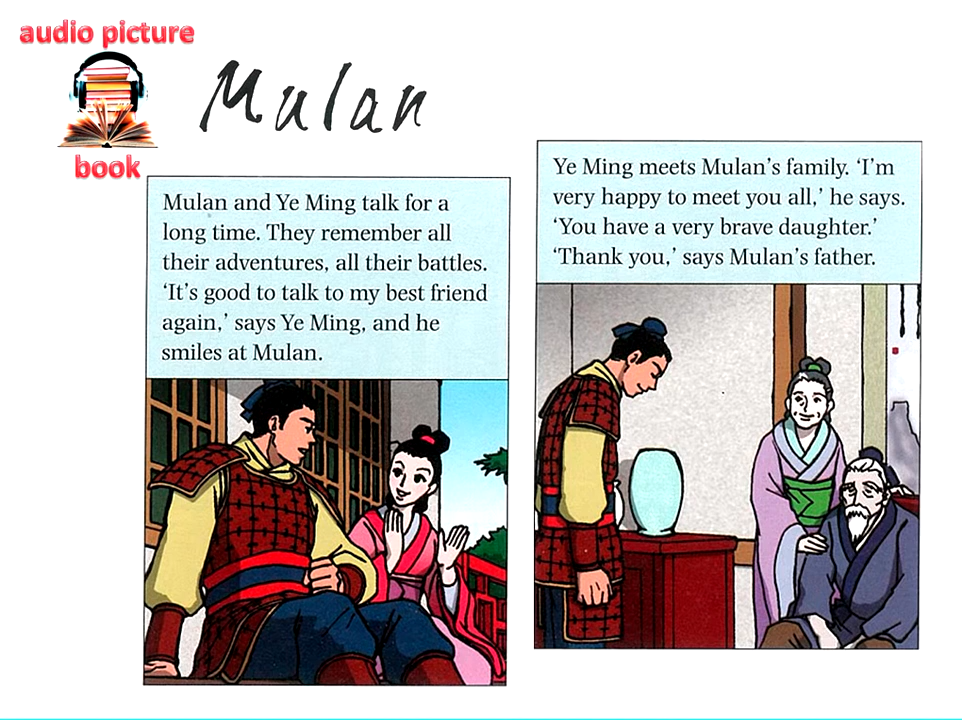 audio picture
book
Mulan
Mulan and Ye Ming talk for a
long time. They remember all
their adventures, all their battles.
‘It’s good to talk to my best friend
again,’ says Ye Ming, and he
smiles at Mulan.
Ye Ming meets Mulan’s family. ‘I’m
very happy to meet you all,’ he says.
‘You have a very brave daughter.’
‘Thank you,’ says Mulan’s father.